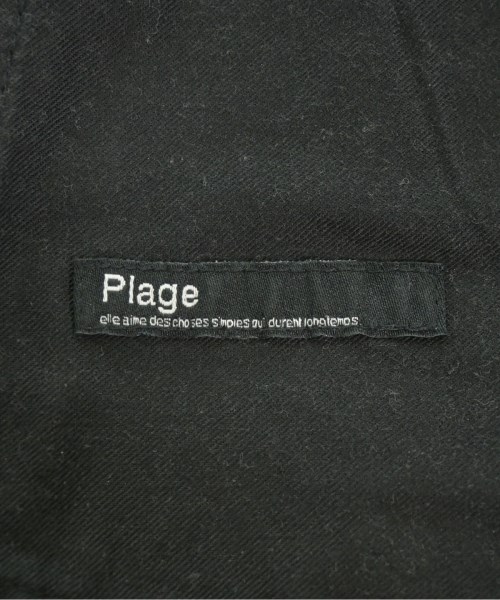 Plage
elle aime des choses simples qui durent longtemps.